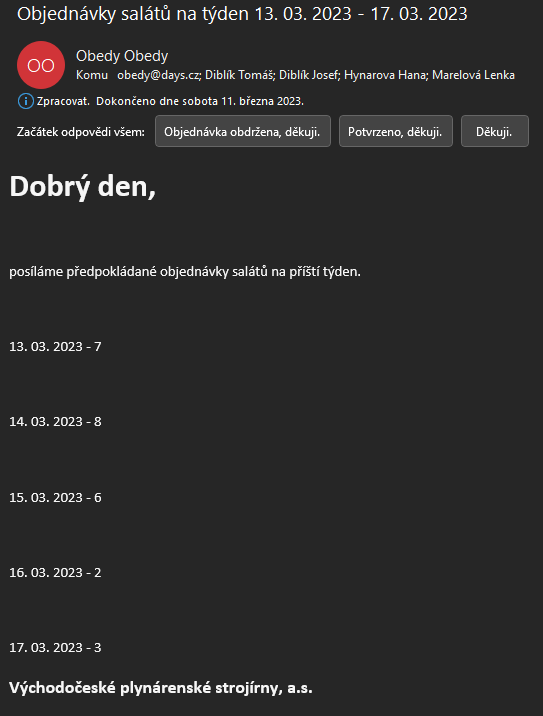 Objednávky salátů na týden 13. 03. 2023 - 17. 03. 2023
OO
Obedy Obedy
Komu obedy@days.cz; Diblík Tomáš; Diblík Josef; Hynarova Hana; Marelová Lenka
Zpracovat. Dokončeno dne sobota 11. března 2023.
Začátek odpovědi všem: Objednávka obdržena, děkuji. Potvrzeno, děkuji. Děkuji.
Dobrý den,
posíláme předpokládané objednávky salátů na příští týden.
13. 03. 2023 - 7
14. 03. 2023 - 8
15. 03. 2023 - 6
16. 03. 2023 - 2
17. 03. 2023 - 3
Východočeské plynárenské strojírny, a.s.